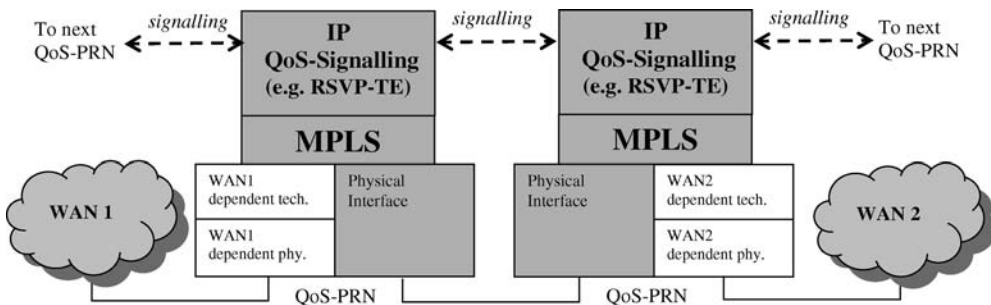 To next
QoS-PRN
signalling
IP
QoS-Signalling
(e.g. RSVP-TE)
MPLS
signalling
IP
QoS-Signalling
(e.g. RSVP-TE)
MPLS
signalling
To next
QoS-PRN
WAN 1
WAN1
dependent tech.
WAN1
dependent phy.
Physical
Interface
Physical
Interface
WAN2
dependent tech.
WAN2
dependent phy.
WAN 2
QoS-PRN
QoS-PRN